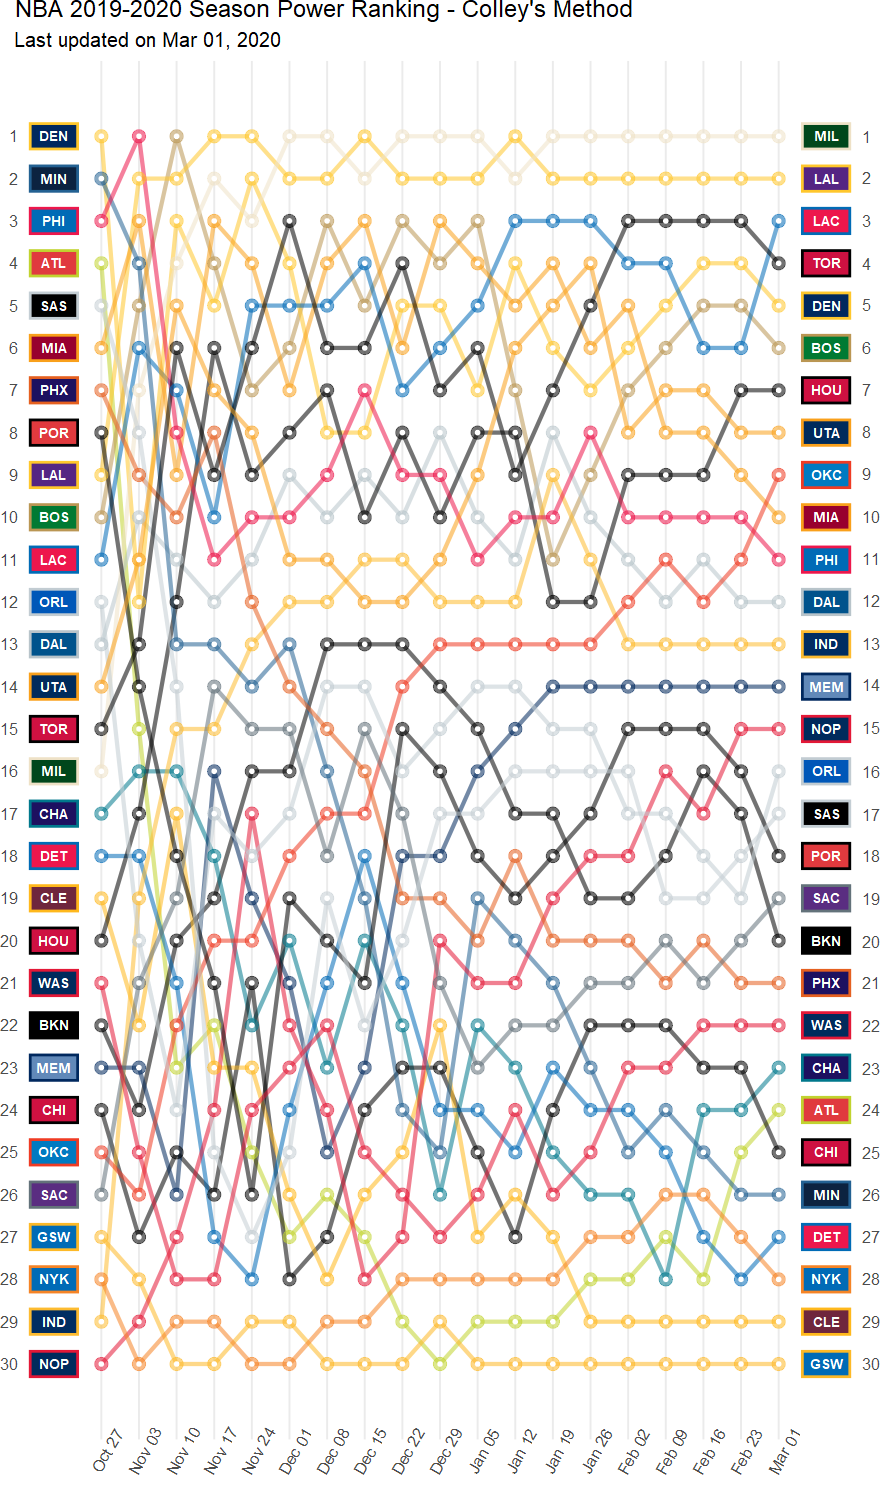 NBA 2019-2020 Season Power Ranking - Colley's Method
Last updated on Mar 01, 2020
1 DEN MIL 1
2 MIN LAL 2
3 PHI LAC 3
4 ATL TOR 4
5 SAS DEN 5
6 MIA BOS 6
7 PHX HOU 7
8 POR UTA 8
9 LAL OKC 9
10 BOS MIA 10
11 LAC PHI 11
12 ORL DAL 12
13 DAL IND 13
14 UTA MEM 14
15 TOR NOP 15
16 MIL ORL 16
17 CHA SAS 17
18 DET POR 18
19 CLE SAC 19
20 HOU BKN 20
21 WAS PHX 21
22 BKN WAS 22
23 MEM CHA 23
24 CHI ATL 24
25 OKC CHI 25
26 SAC MIN 26
27 GSW DET 27
28 NYK NYK 28
29 IND CLE 29
30 NOP GSW 30
Oct 27 Nov 03 Nov 10 Nov 17 Nov 24 Dec 01 Dec 08 Dec 15 Dec 22 Dec 29 Jan 05 Jan 12 Jan 19 Jan 26 Feb 02 Feb 09 Feb 16 Feb 23 Mar 01